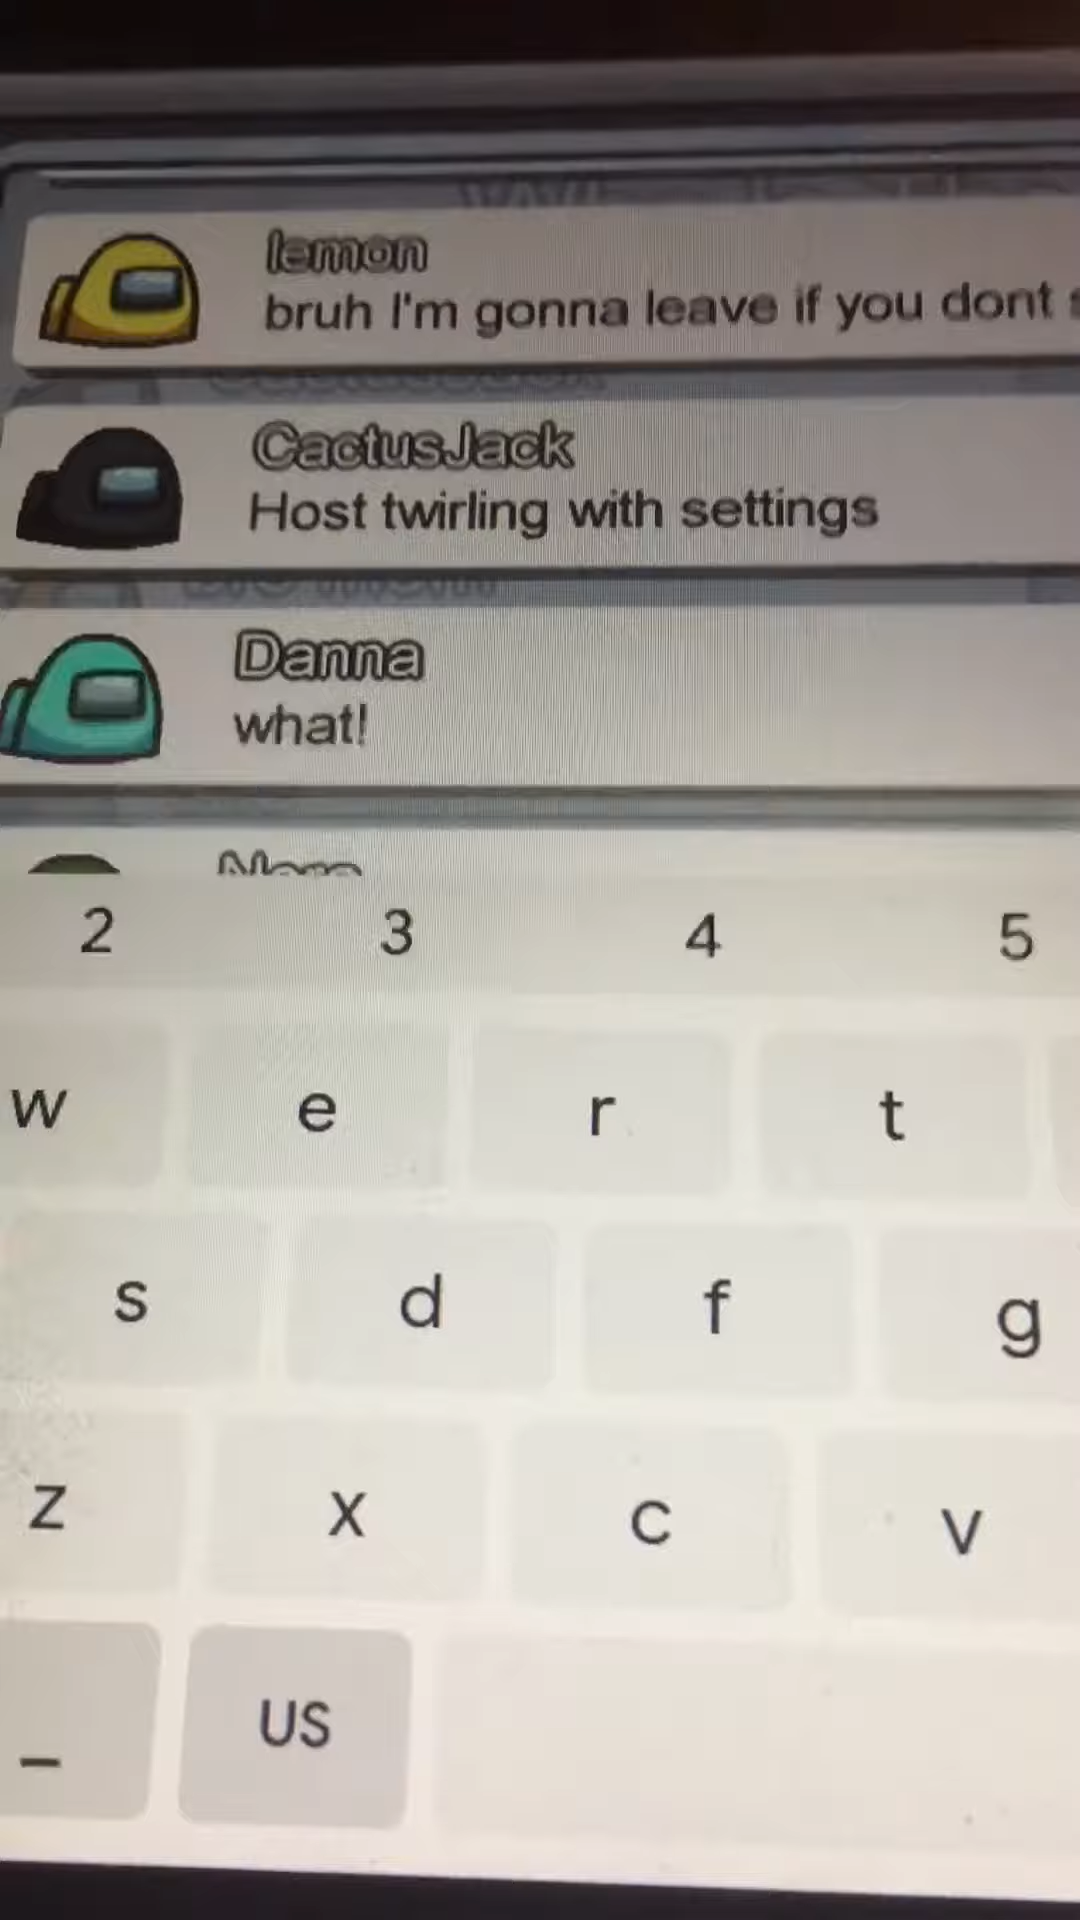 lemon
bruh I'm gonna leave if you dont
CactusJack
Host twirling with settings
Danna
what!
2 3 4 5
w e r t
s d f g
z x c v
US